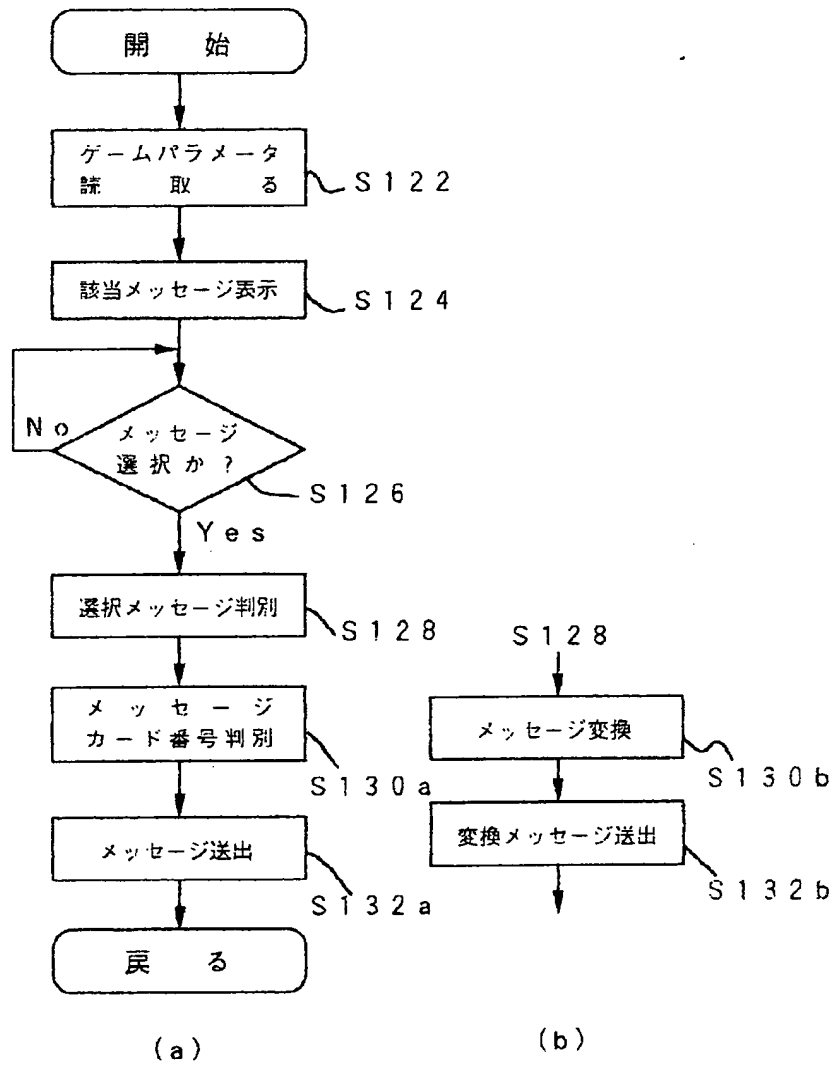 開始
ゲームパラメータ
読取る
S122
該当メッセージ表示
S124
No
メッセージ
選択か?
S126
Yes
選択メッセージ判別
S128
メッセージ
カード番号判別
S130a
メッセージ送出
S132a
戻る
(a)
S128
メッセージ変換
S130b
変換メッセージ送出
S132b
(b)